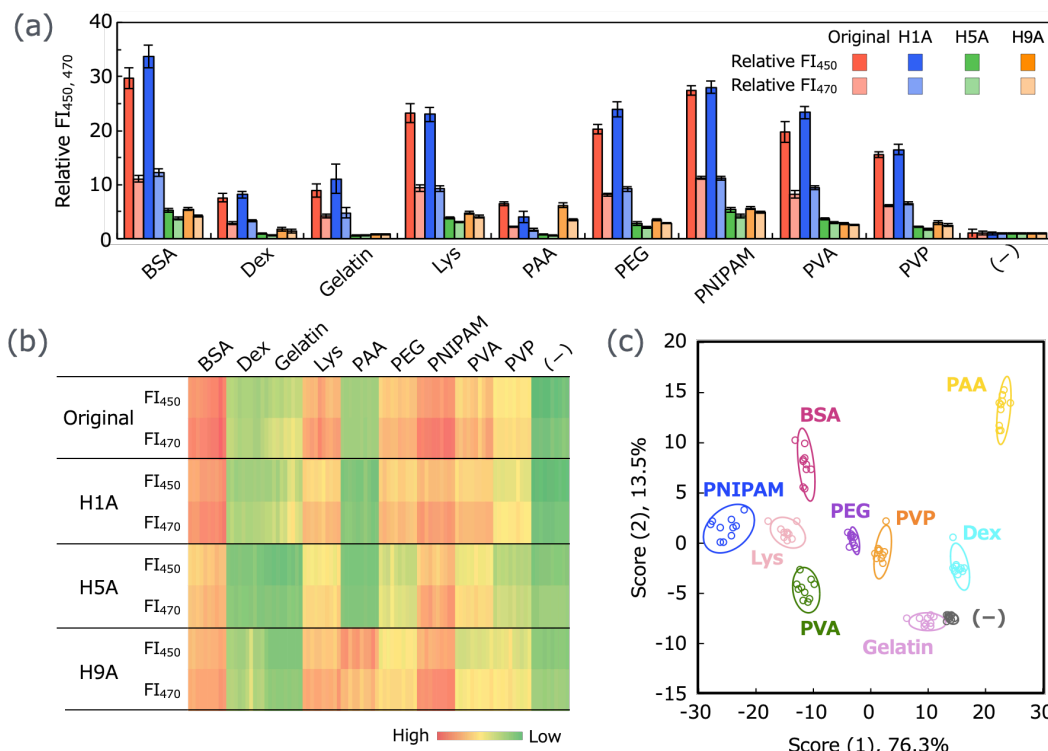 (a)
40
30
20
10
0
Relative FI450, 470
Original H1A H5A H9A
Relative FI450
Relative FI470
BSA Dex Gelatin Lys PAA PEG PNIPAM PVA PVP (−)
(b)
BSA Dex Gelatin Lys PAA PEG PNIPAM PVA PVP (−)
Original
FI450
FI470
H1A
FI450
FI470
H5A
FI450
FI470
H9A
FI450
FI470
High Low
(c)
20
15
10
5
0
-5
-10
-15
Score (2), 13.5%
PAA
BSA
PNIPAM
PEG
PVP
Dex
Lys
PVA
(−)
Gelatin
-30 -20 -10 0 10 20 30
Score (1), 76.3%